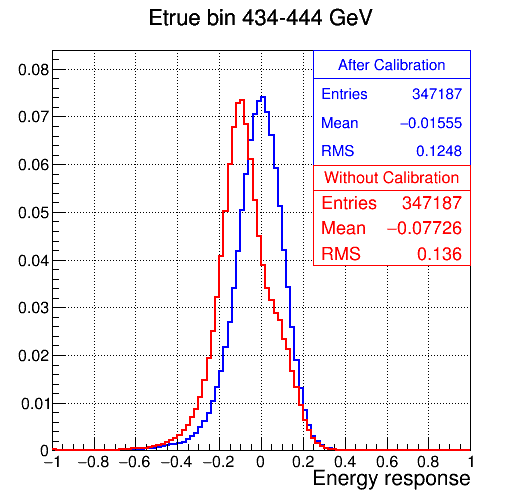 Etrue bin 434-444 GeV
After Calibration
Entries 347187
Mean −0.01555
RMS 0.1248
Without Calibration
Entries 347187
Mean −0.07726
RMS 0.136
0.08
0.07
0.06
0.05
0.04
0.03
0.02
0.01
0
−1 −0.8 −0.6 −0.4 −0.2 0 0.2 0.4 0.6 0.8 1
Energy response